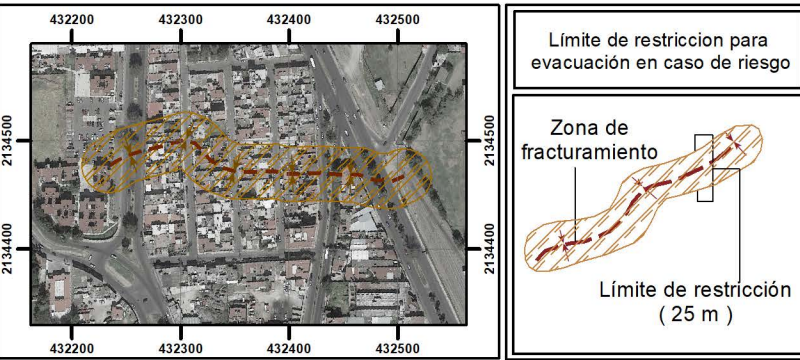 432200 432300 432400 432500
2134500 2134500
2134400 2134400
432200 432300 432400 432500
Límite de restriccion para
evacuación en caso de riesgo
Zona de
fracturamiento
Límite de restricción
( 25 m )